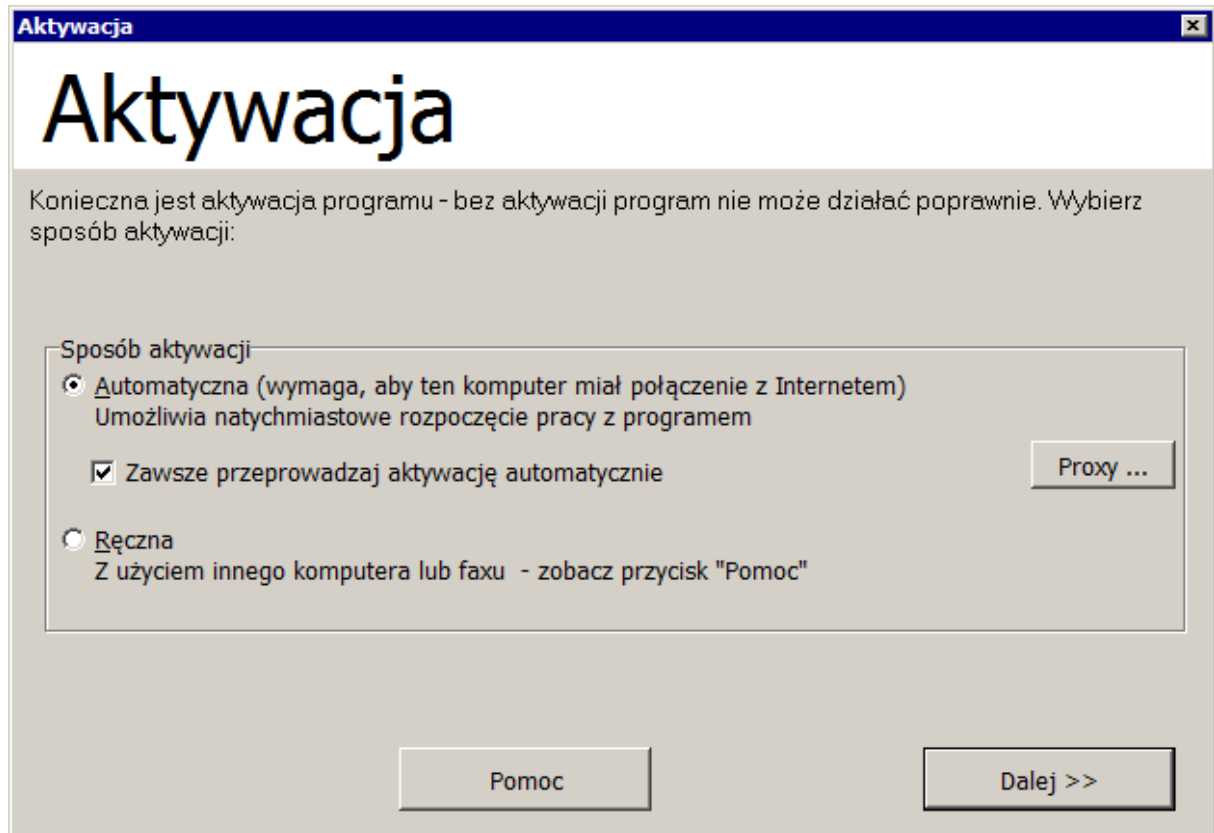 Aktywacja
Aktywacja
Konieczna jest aktywacja programu - bez aktywacji program nie może działać poprawnie. Wybierz
sposób aktywacji:
Sposób aktywacji
Automatyczna (wymaga, aby ten komputer miał połączenie z Internetem)
Umożliwia natychmiastowe rozpoczęcie pracy z programem
Zawsze przeprowadzaj aktywację automatycznie
Proxy ...
Ręczna
Z użyciem innego komputera lub faxu  - zobacz przycisk "Pomoc"
Pomoc
Dalej >>